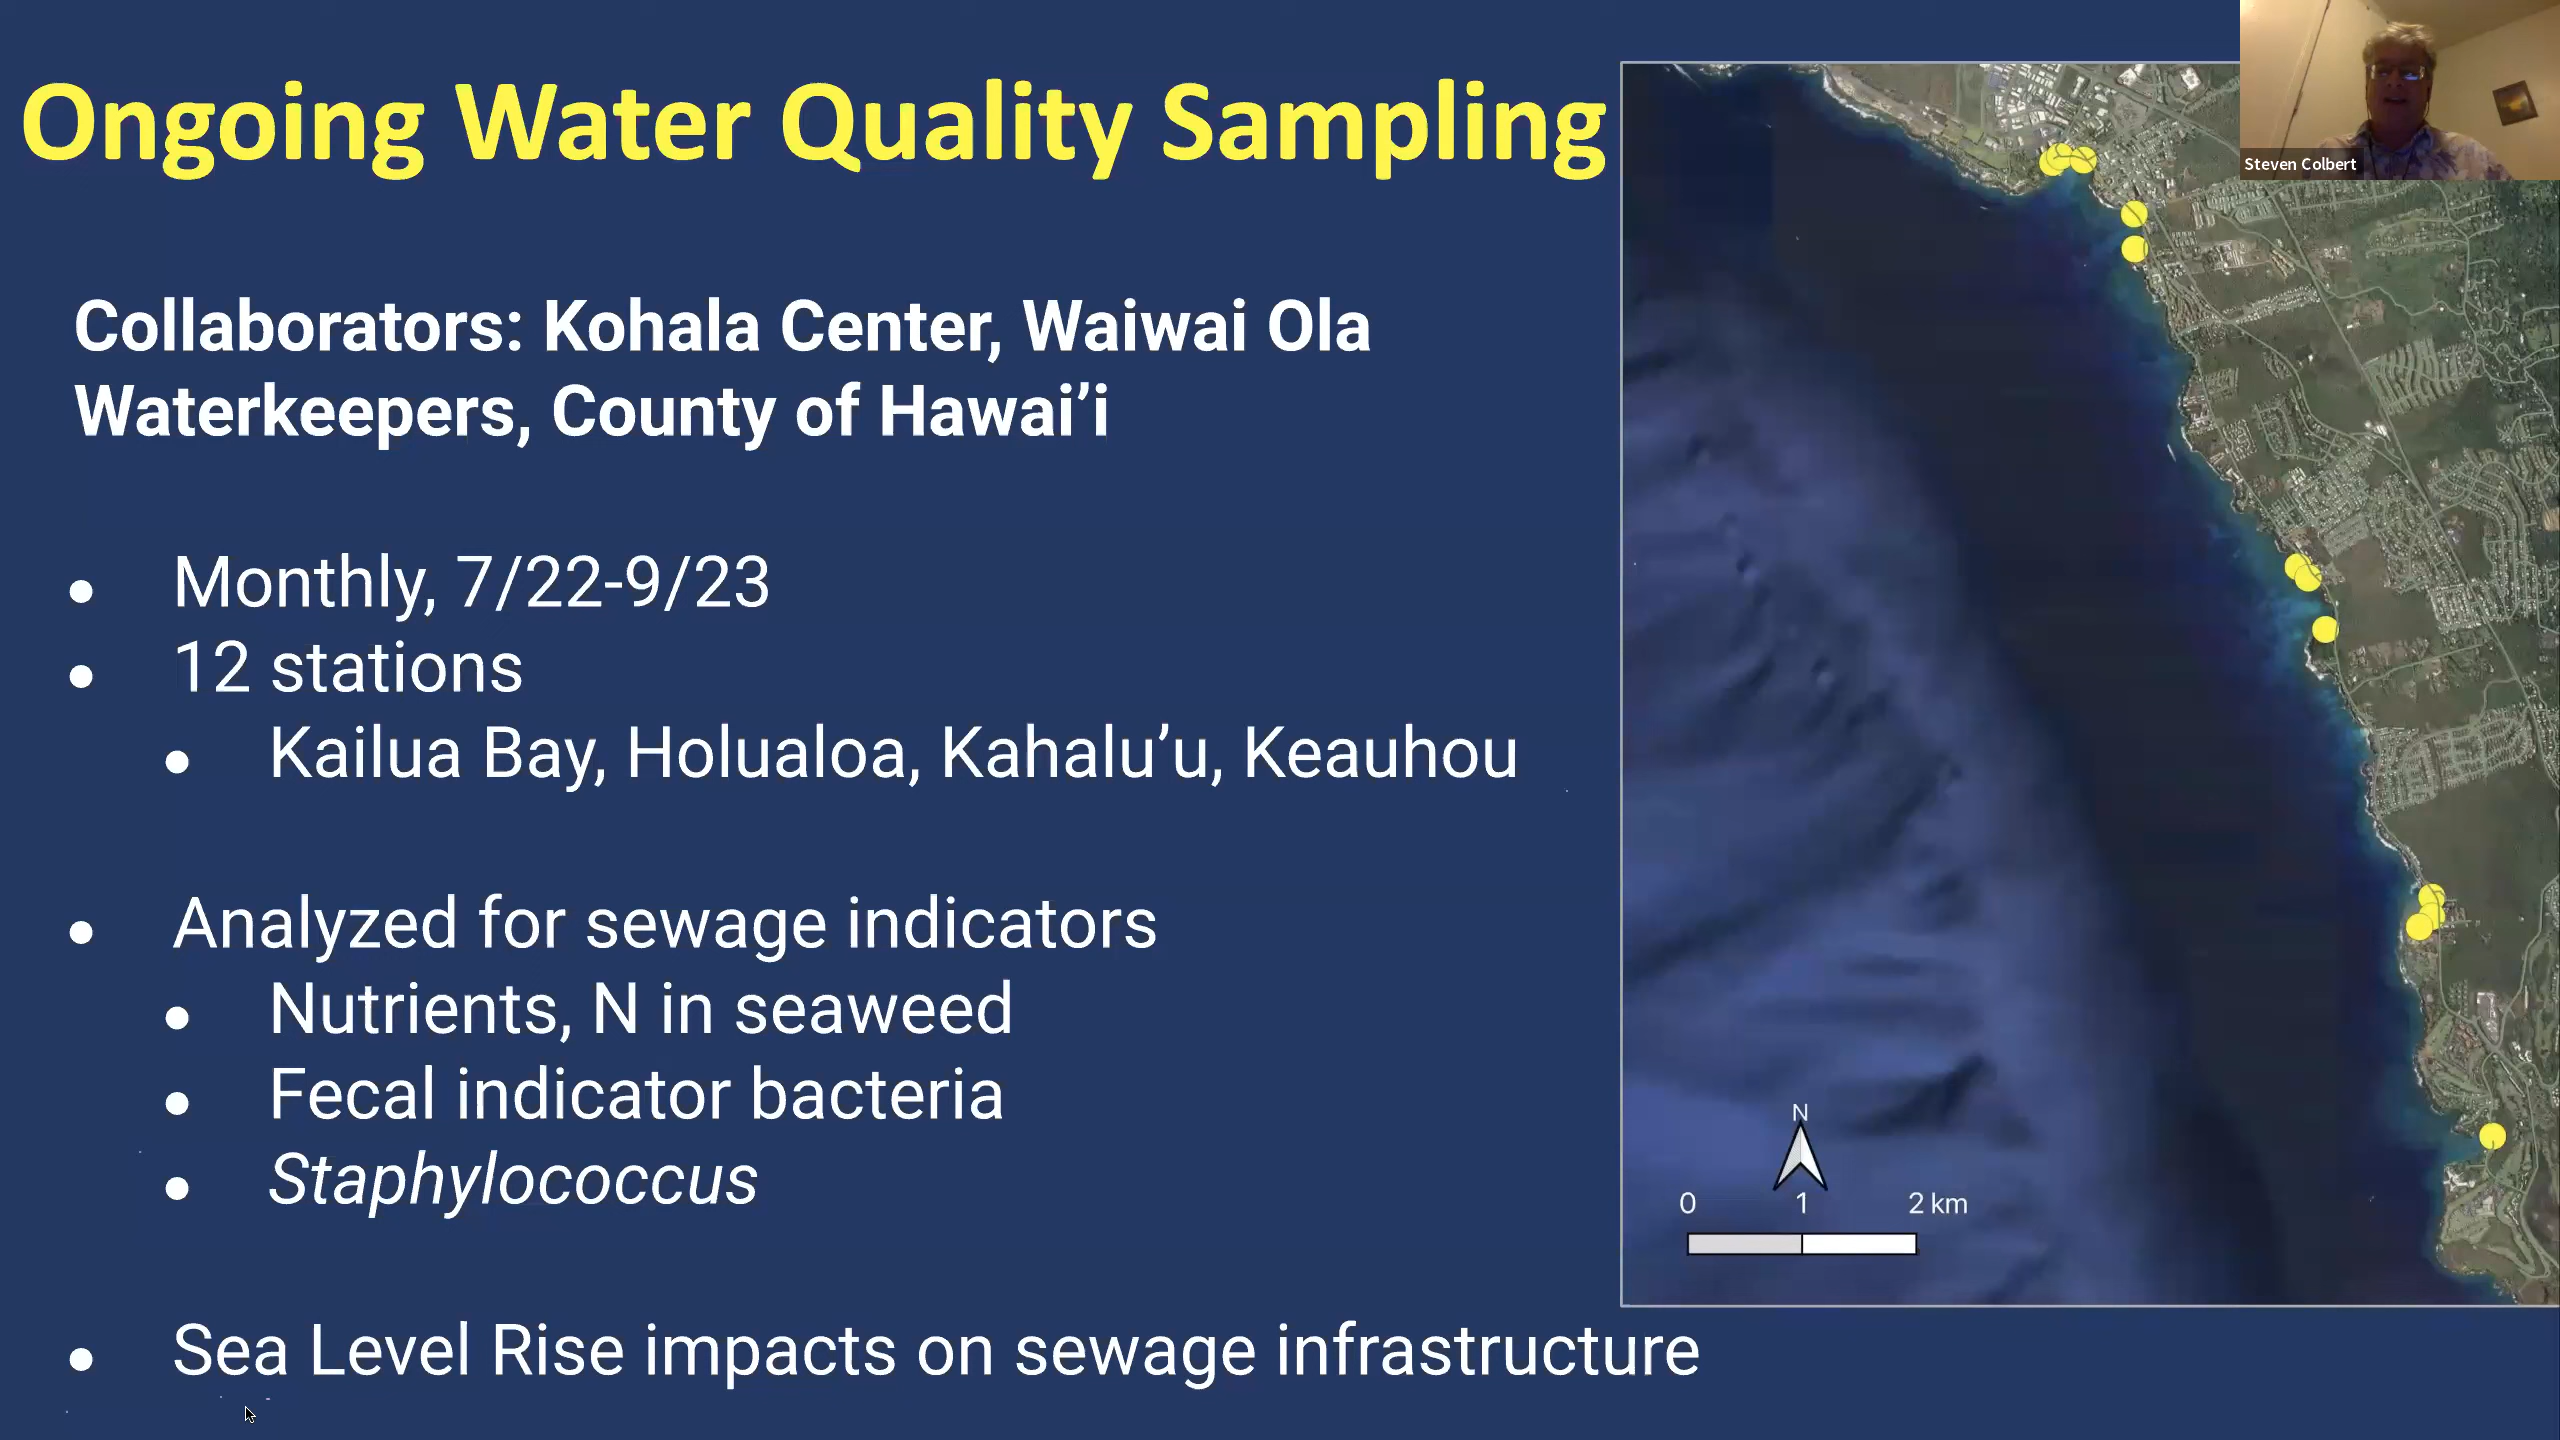 Ongoing Water Quality Sampling
Steven Colbert
Collaborators: Kohala Center, Waiwai Ola
Waterkeepers, County of Hawai’i
● Monthly, 7/22-9/23
● 12 stations
● Kailua Bay, Holualoa, Kahalu’u, Keauhou
● Analyzed for sewage indicators
● Nutrients, N in seaweed
● Fecal indicator bacteria
● Staphylococcus
● Sea Level Rise impacts on sewage infrastructure
N
0 1 2 km